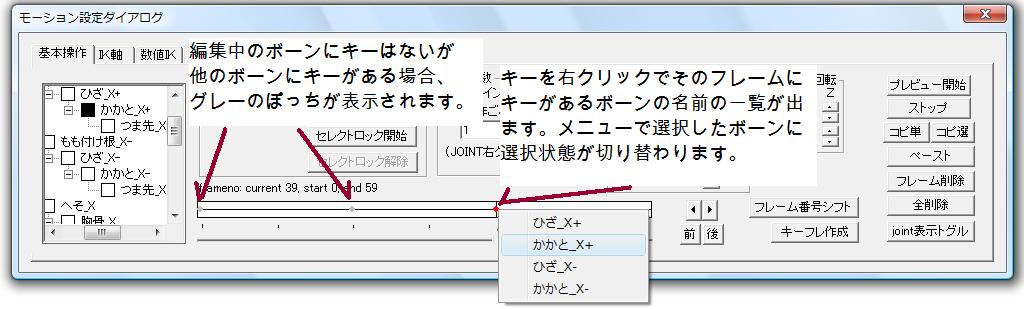 モーション設定ダイアログ
基本操作
IK軸
数値IK
編集中のボーンにキーはないが
他のボーンにキーがある場合、
グレーのぽっちが表示されます。
キーを右クリックでそのフレームに
キーがあるボーンの名前の一覧が出
ます。メニューで選択したボーンに
選択状態が切り替わります。
ひざ_X+
かかと_X+
つま先_X
もも付け根_X-
ひざ_X-
かかと_X-
つま先_X
へそ_X
胸骨_X
セレクトロック開始
セレクトロック解除
数
イン
1
(JOINT右
回転
Z
frameno: current 39, start 0, end 59
前
後
フレーム番号シフト
キーフレ作成
プレビュー開始
ストップ
コピ単
コピ選
ペースト
フレーム削除
全削除
joint表示トグル
ひざ_X+
かかと_X+
ひざ_X-
かかと_X-